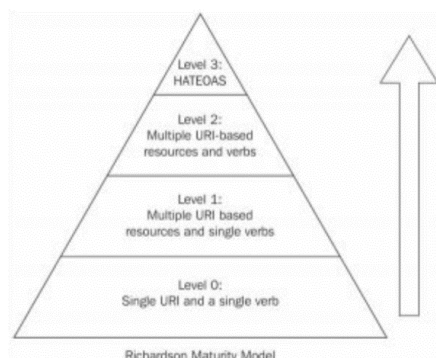 Level 3:
HATEOAS
Level 2:
Multiple URI-based
resources and verbs
Level 1:
Multiple URI based
resources and single verbs
Level 0:
Single URI and a single verb
Richardson Maturity Model